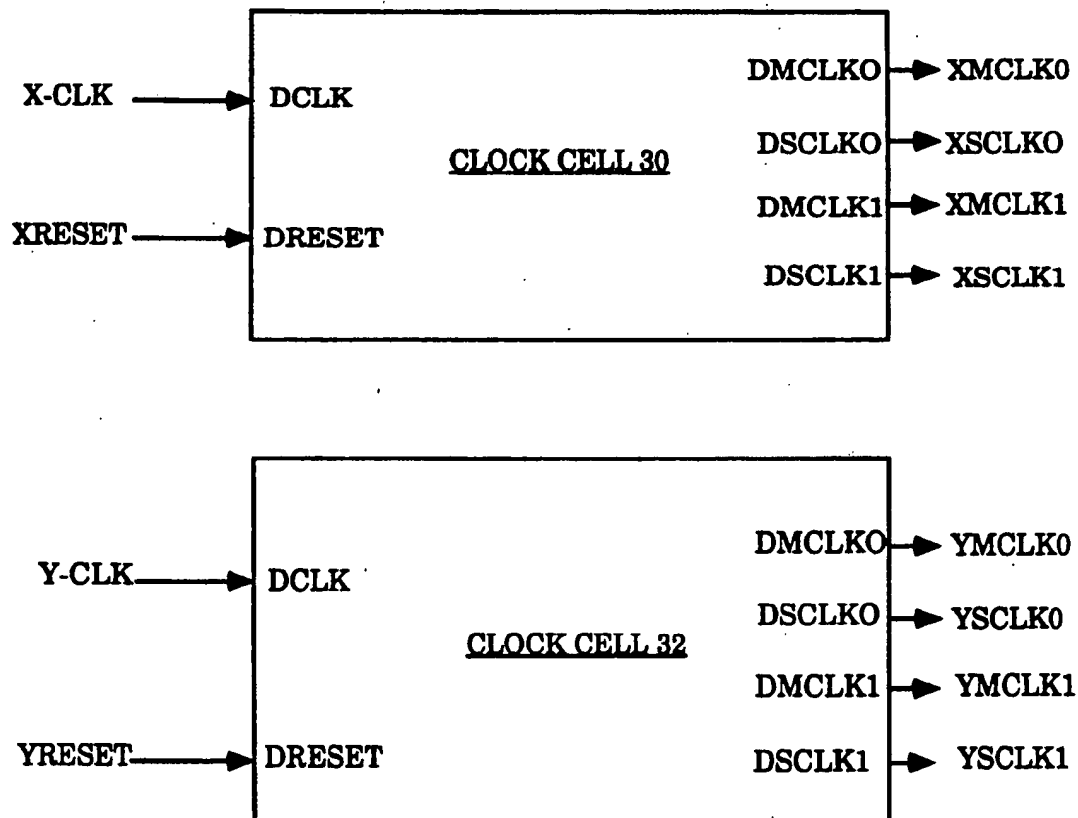 DMCLKO XMCLK0
X-CLK DCLK
DSCLKO XSCLKO
CLOCK CELL 30
DMCLK1 XMCLK1
XRESET DRESET
DSCLK1 XSCLK1
DMCLKO YMCLK0
Y-CLK DCLK
DSCLKO YSCLK0
CLOCK CELL 32
DMCLK1 YMCLK1
YRESET DRESET
DSCLK1 YSCLK1